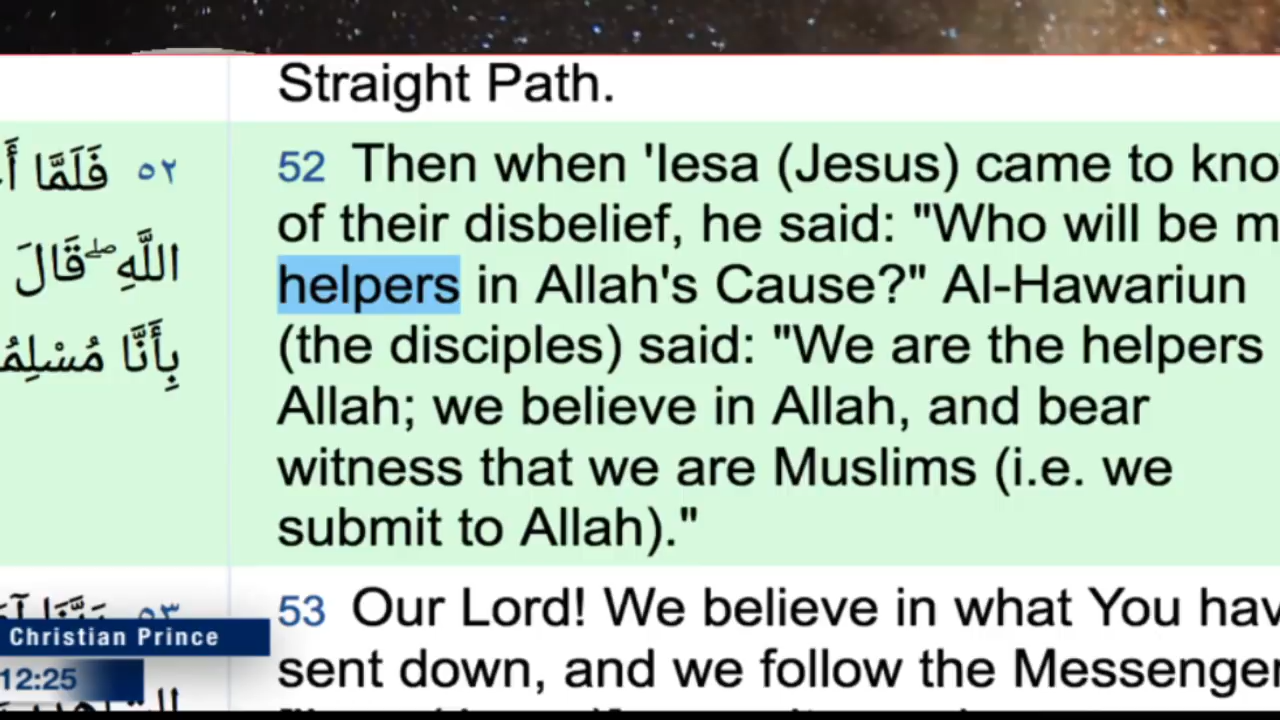 Straight Path.
٥٢ فَلَمَّا
52 Then when 'Iesa (Jesus) came to
of their disbelief, he said: "Who will be
اللَّهِ ۖ قَالَ
helpers in Allah's Cause?" Al-Hawariun
(the disciples) said: "We are the helpers
بِأَنَّا
Allah; we believe in Allah, and bear
witness that we are Muslims (i.e. we
submit to Allah)."
٥٣
53 Our Lord! We believe in what You
Christian Prince
sent down, and we follow the Messenger
12:25